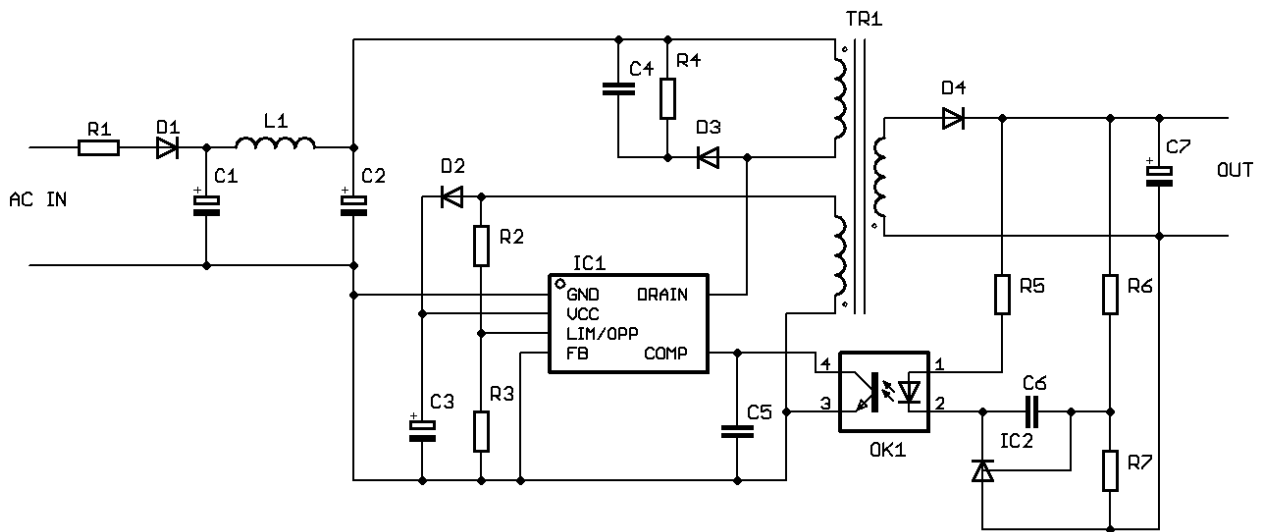 TR1
R4
C4
D4
D3
L1
D1
R1
C7
OUT
C1
C2
D2
AC IN
R2
IC1
GND
DRAIN
VCC
LIM/OPP
FB
COMP
R5
R6
4
1
3
2
C6
IC2
OK1
R3
C3
C5
R7
+
+
+
+